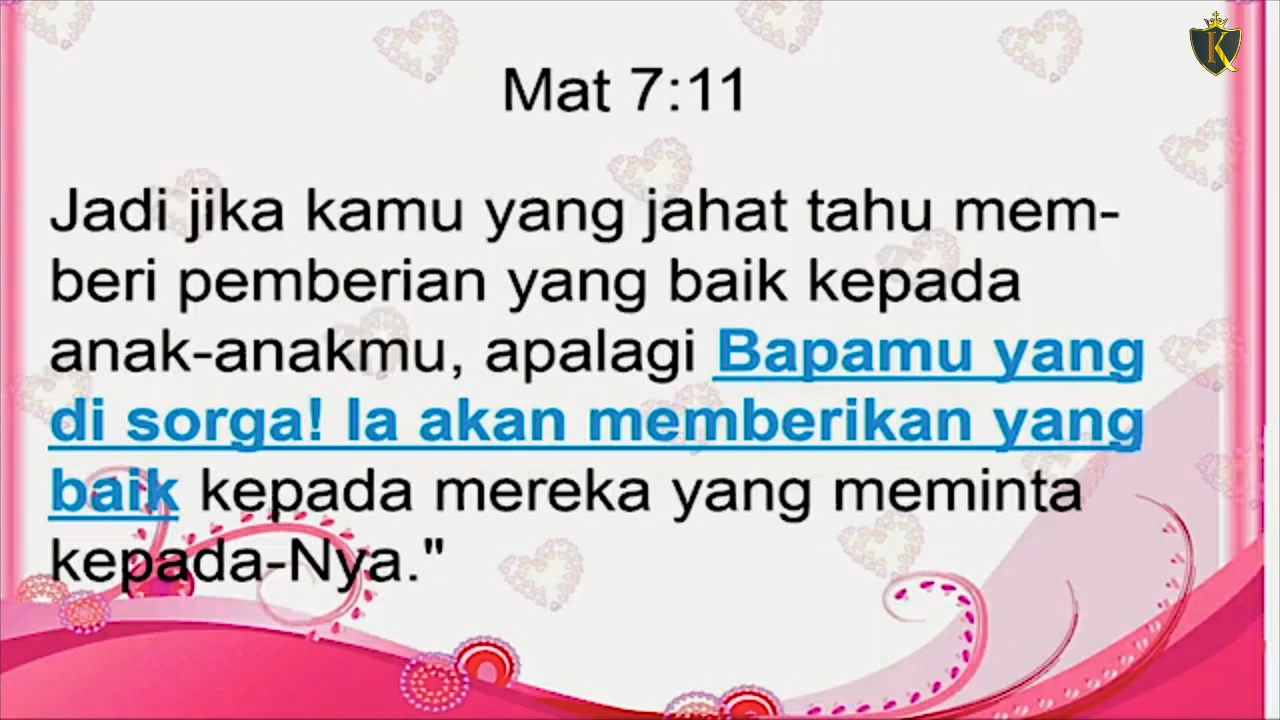 K
Mat 7:11
Jadi jika kamu yang jahat tahu mem-
beri pemberian yang baik kepada
anak-anakmu, apalagi Bapamu yang
di sorga! Ia akan memberikan yang
baik kepada mereka yang meminta
kepada-Nya."